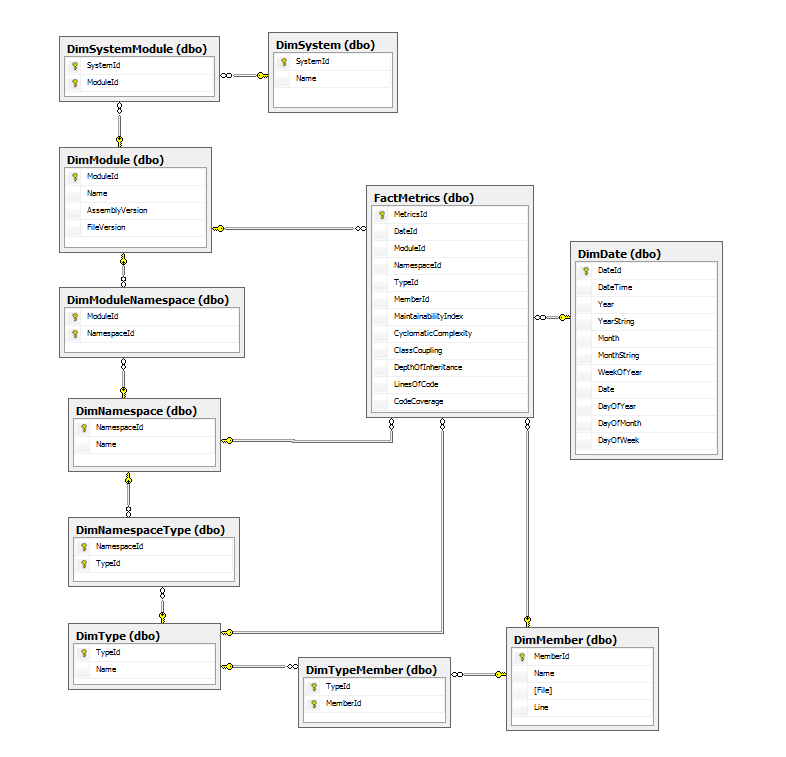 DimSystemModule (dbo)
SystemId
ModuleId
DimSystem (dbo)
SystemId
Name
DimModule (dbo)
ModuleId
Name
AssemblyVersion
FileVersion
FactMetrics (dbo)
MetricsId
DateId
ModuleId
NamespaceId
TypeId
MemberId
MaintainabilityIndex
CyclomaticComplexity
ClassCoupling
DepthOfInheritance
LinesOfCode
CodeCoverage
DimDate (dbo)
DateId
DateTime
Year
YearString
Month
MonthString
WeekOfYear
Date
DayOfYear
DayOfMonth
DayOfWeek
DimModuleNamespace (dbo)
ModuleId
NamespaceId
DimNamespace (dbo)
NamespaceId
Name
DimNamespaceType (dbo)
NamespaceId
TypeId
DimType (dbo)
TypeId
Name
DimTypeMember (dbo)
TypeId
MemberId
DimMember (dbo)
MemberId
Name
[File]
Line